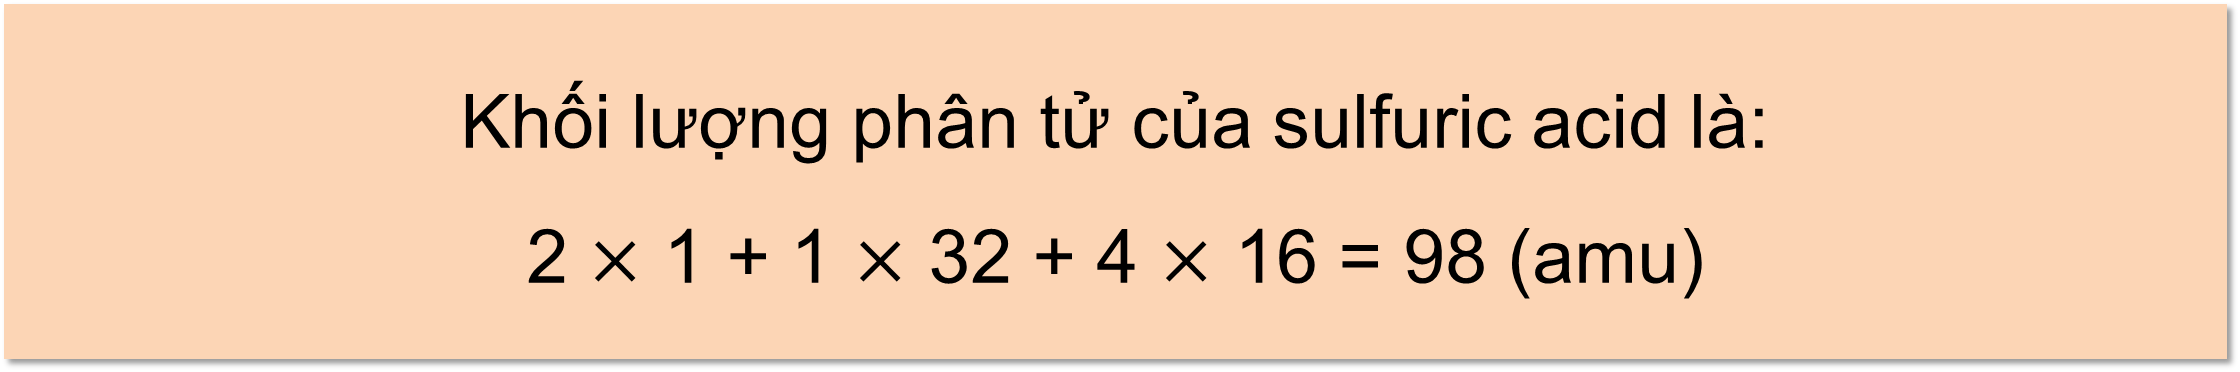 Khối lượng phân tử của sulfuric acid là:
2 × 1 + 1 × 32 + 4 × 16 = 98 (amu)